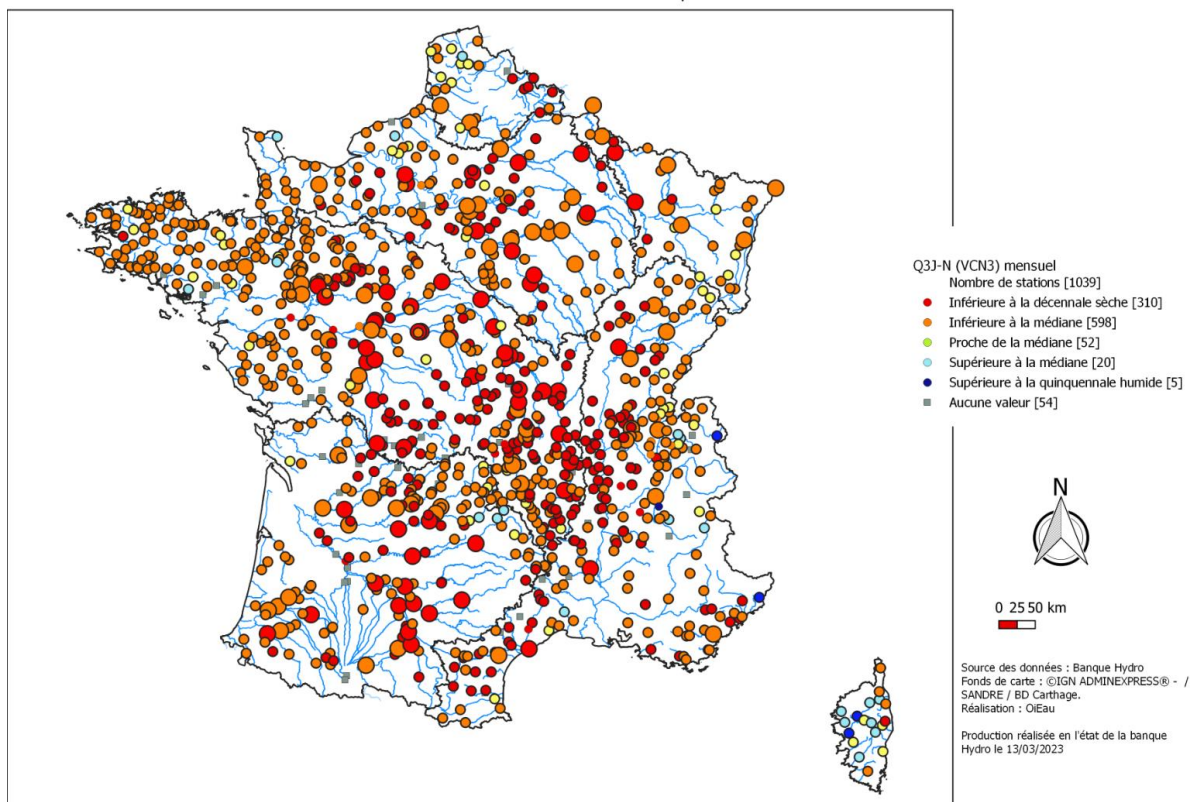 Q3J-N (VCN3) mensuel
Nombre de stations [1039]
Inférieure à la décennale sèche [310]
Inférieure à la médiane [598]
Proche de la médiane [52]
Supérieure à la médiane [20]
Supérieure à la quinquennale humide [5]
Aucune valeur [54]
N
0 25 50 km
Source des données : Banque Hydro
Fonds de carte : ©IGN ADMINEXPRESS® - /
SANDRE / BD Carthage.
Réalisation : OiEau
Production réalisée en l'état de la banque
Hydro le 13/03/2023